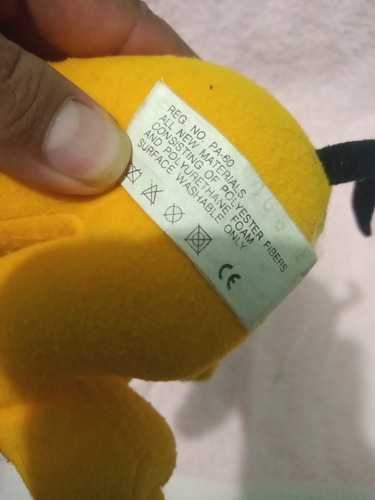 REG. NO. PA-60
ALL NEW MATERIALS
CONSISTING OF POLYESTER FIBERS
AND POLYURETHANE FOAM
SURFACE WASHABLE ONLY
CE